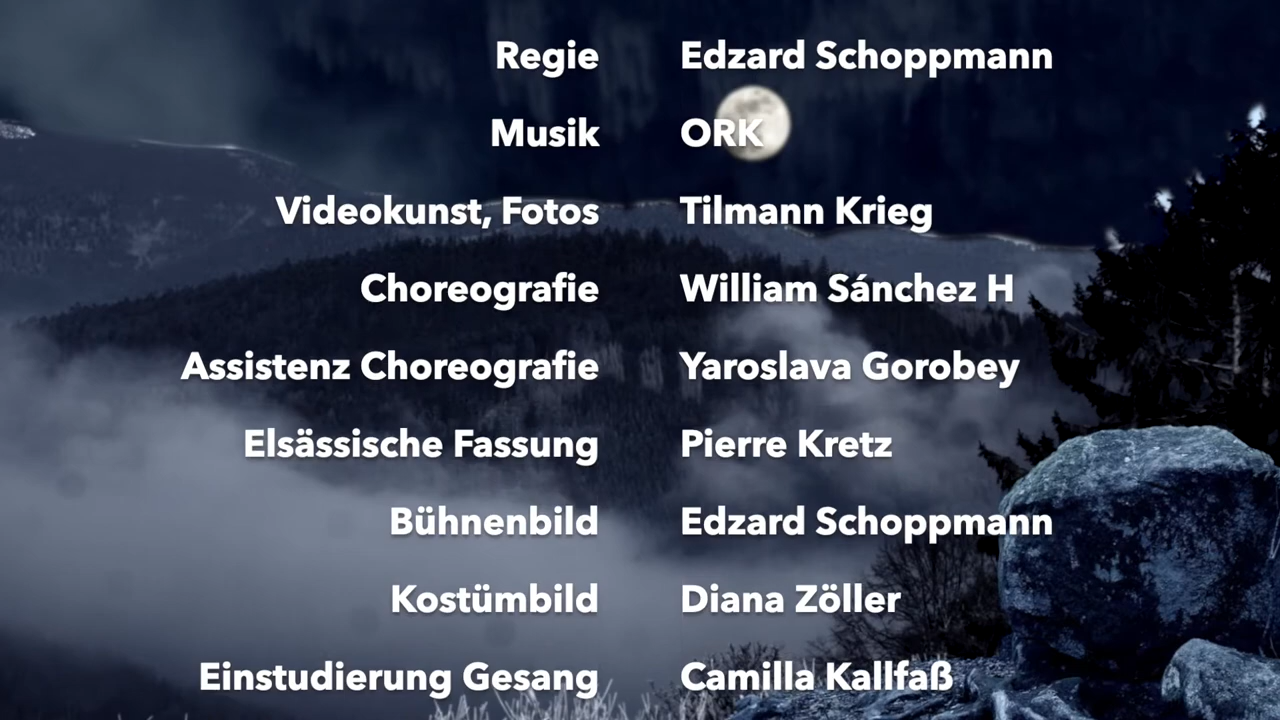 Regie Edzard Schoppmann
Musik ORK
Videokunst, Fotos Tilmann Krieg
Choreografie William Sánchez H
Assistenz Choreografie Yaroslava Gorobey
Elsässische Fassung Pierre Kretz
Bühnenbild Edzard Schoppmann
Kostümbild Diana Zöller
Einstudierung Gesang Camilla Kallfaß